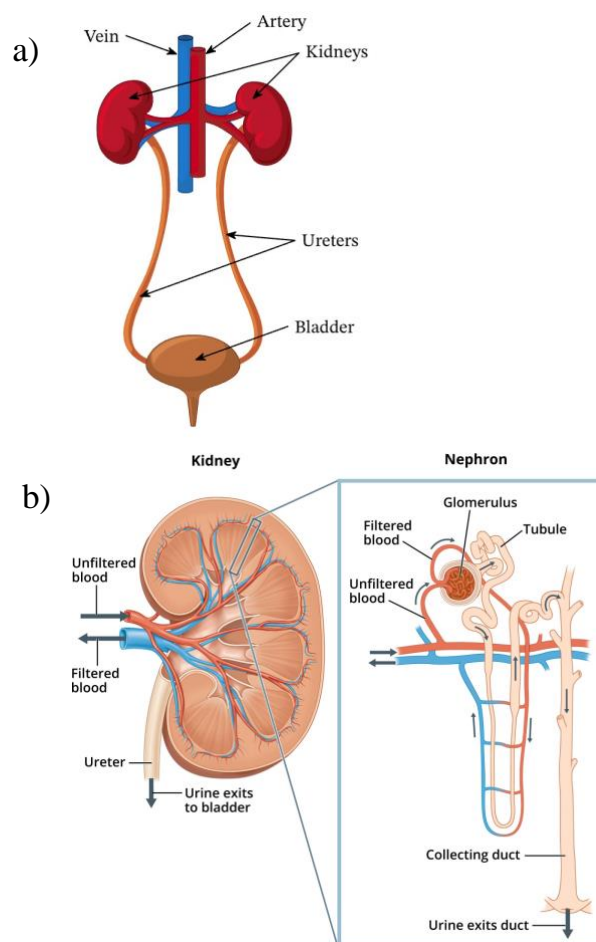 a)
Vein
Artery
Kidneys
Ureters
Bladder
b)
Kidney
Unfiltered
blood
Filtered
blood
Ureter
Urine exits
to bladder
Nephron
Glomerulus
Filtered
blood
Tubule
Unfiltered
blood
Collecting duct
Urine exits duct